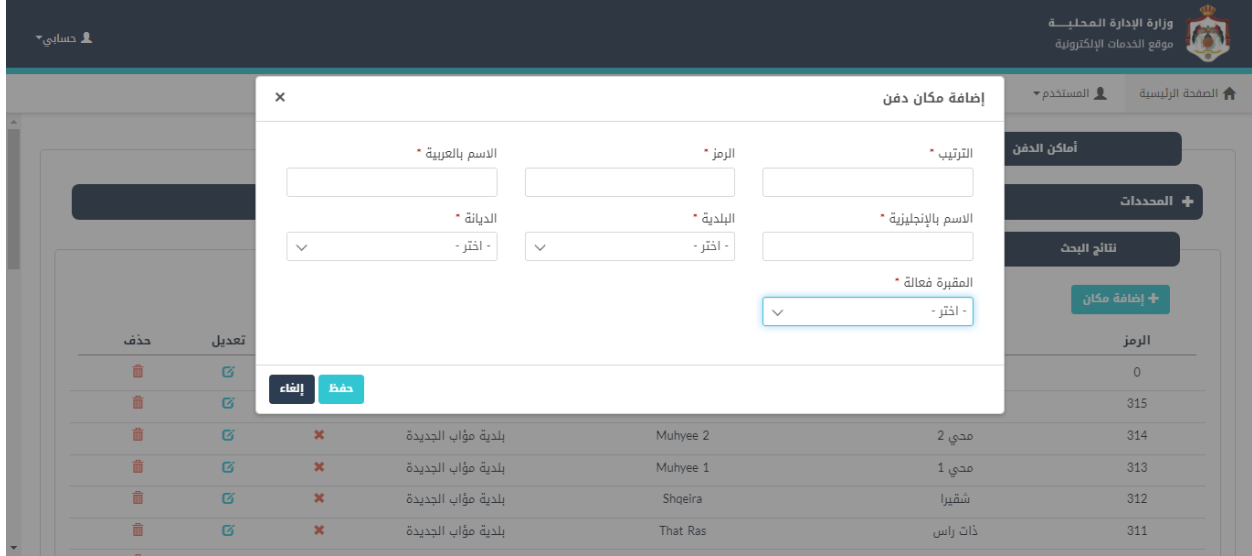 وزارة الإدارة المحليــــة
موقع الخدمات الإلكترونية
حسابي
الصفحة الرئيسية
المستخدم
إضافة مكان دفن
×
أماكن الدفن
المحددات
نتائج البحث
إضافة مكان
الترتيب *
الرمز *
الاسم بالعربية *
الاسم بالإنجليزية *
البلدية *
- اختر -
الديانة *
- اختر -
المقبرة فعالة *
- اختر -
حفظ
إلغاء
الرمز تعديل حذف
0
315
314 محي 2 Muhyee 2 بلدية مؤاب الجديدة
313 محي 1 Muhyee 1 بلدية مؤاب الجديدة
312 شقيرا Shqeira بلدية مؤاب الجديدة
311 ذات راس That Ras بلدية مؤاب الجديدة